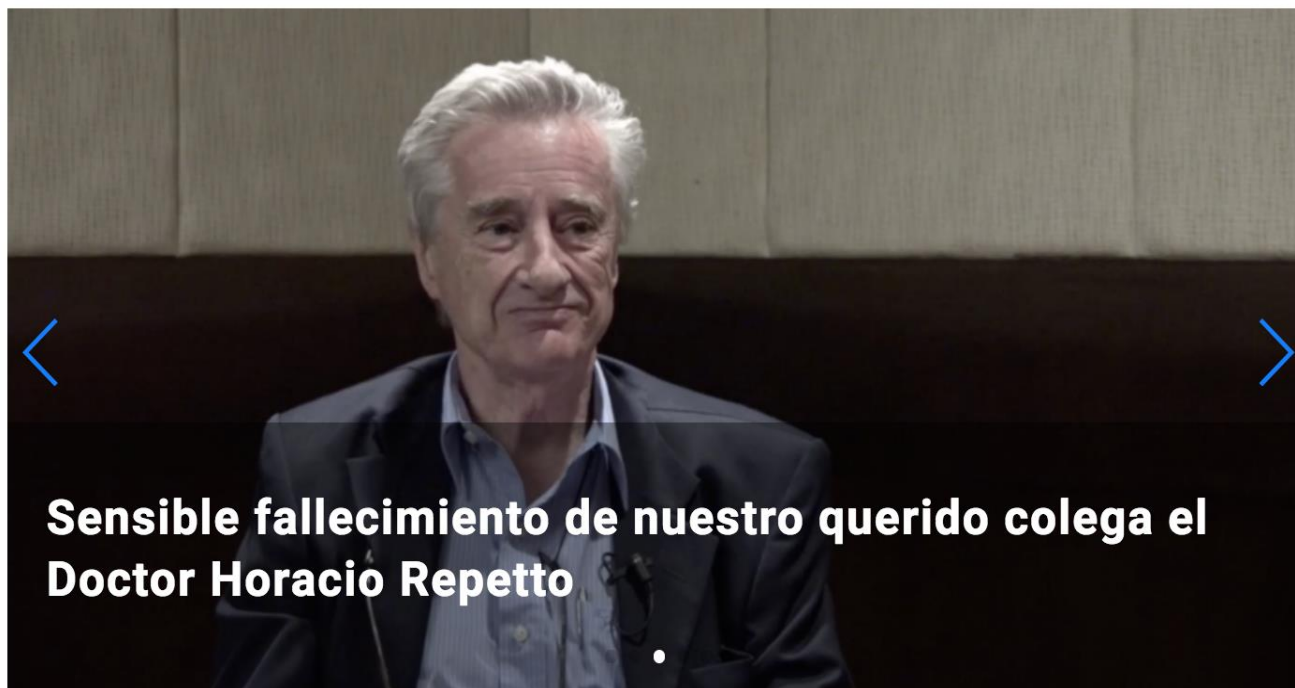 Sensible fallecimiento de nuestro querido colega el
Doctor Horacio Repetto